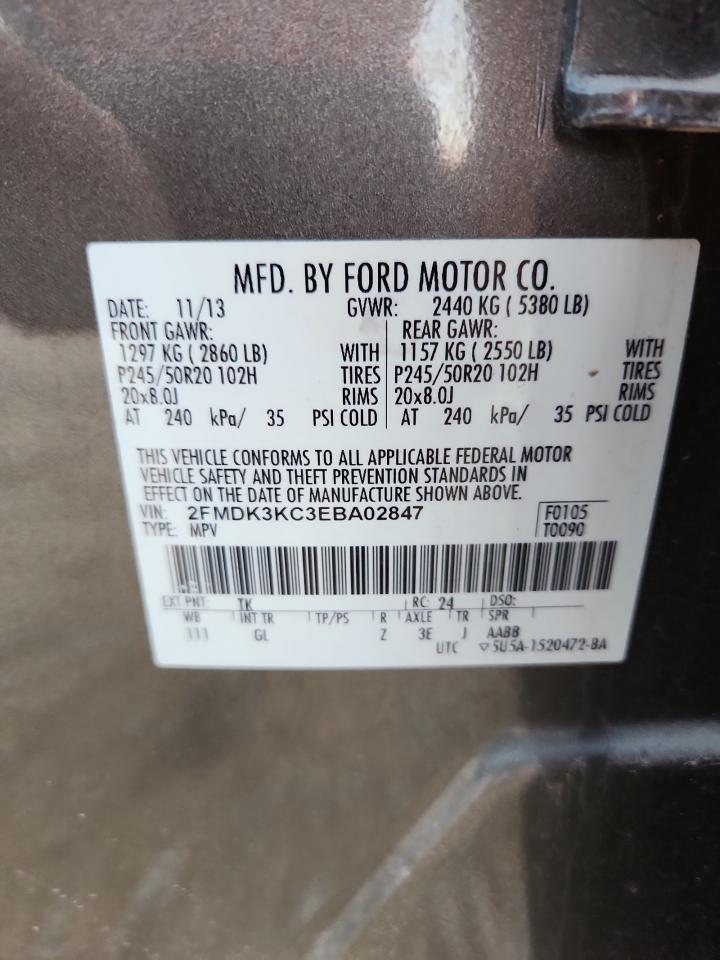 MFD. BY FORD MOTOR CO.
DATE: 11/13 GVWR: 2440 KG ( 5380 LB)
FRONT GAWR: REAR GAWR:
1297 KG ( 2860 LB) WITH 1157 KG ( 2550 LB) WITH
P245/50R20 102H TIRES P245/50R20 102H TIRES
20x8.0J RIMS 20x8.0J RIMS
AT 240 kPa/ 35 PSI COLD AT 240 kPa/ 35 PSI COLD
THIS VEHICLE CONFORMS TO ALL APPLICABLE FEDERAL MOTOR
VEHICLE SAFETY AND THEFT PREVENTION STANDARDS IN
EFFECT ON THE DATE OF MANUFACTURE SHOWN ABOVE.
VIN: 2FMDK3KC3EBA02847 F0105
TYPE: MPV T0090
EXT PNT: TK RC: 24 DSO:
WB INT TR TP/PS R AXLE TR SPR
111 GL Z 3E J AABB
UTC ▽5U5A-1520472-BA